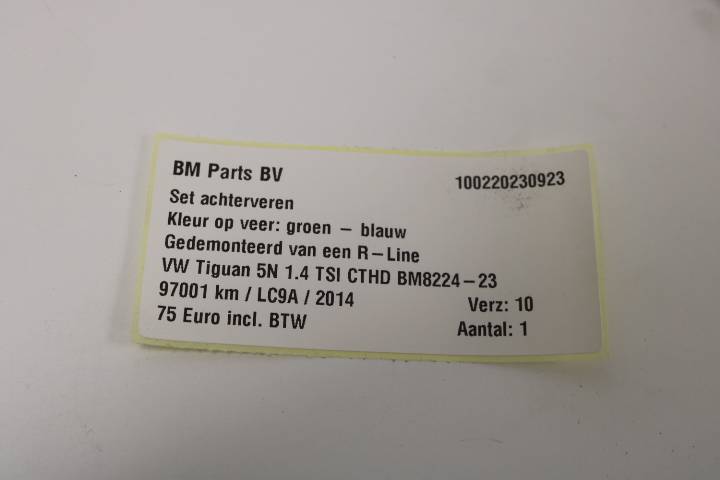 BM Parts BV 100220230923
Set achterveren
Kleur op veer: groen – blauw
Gedemonteerd van een R–Line
VW Tiguan 5N 1.4 TSI CTHD BM8224–23
97001 km / LC9A / 2014 Verz: 10
75 Euro incl. BTW Aantal: 1